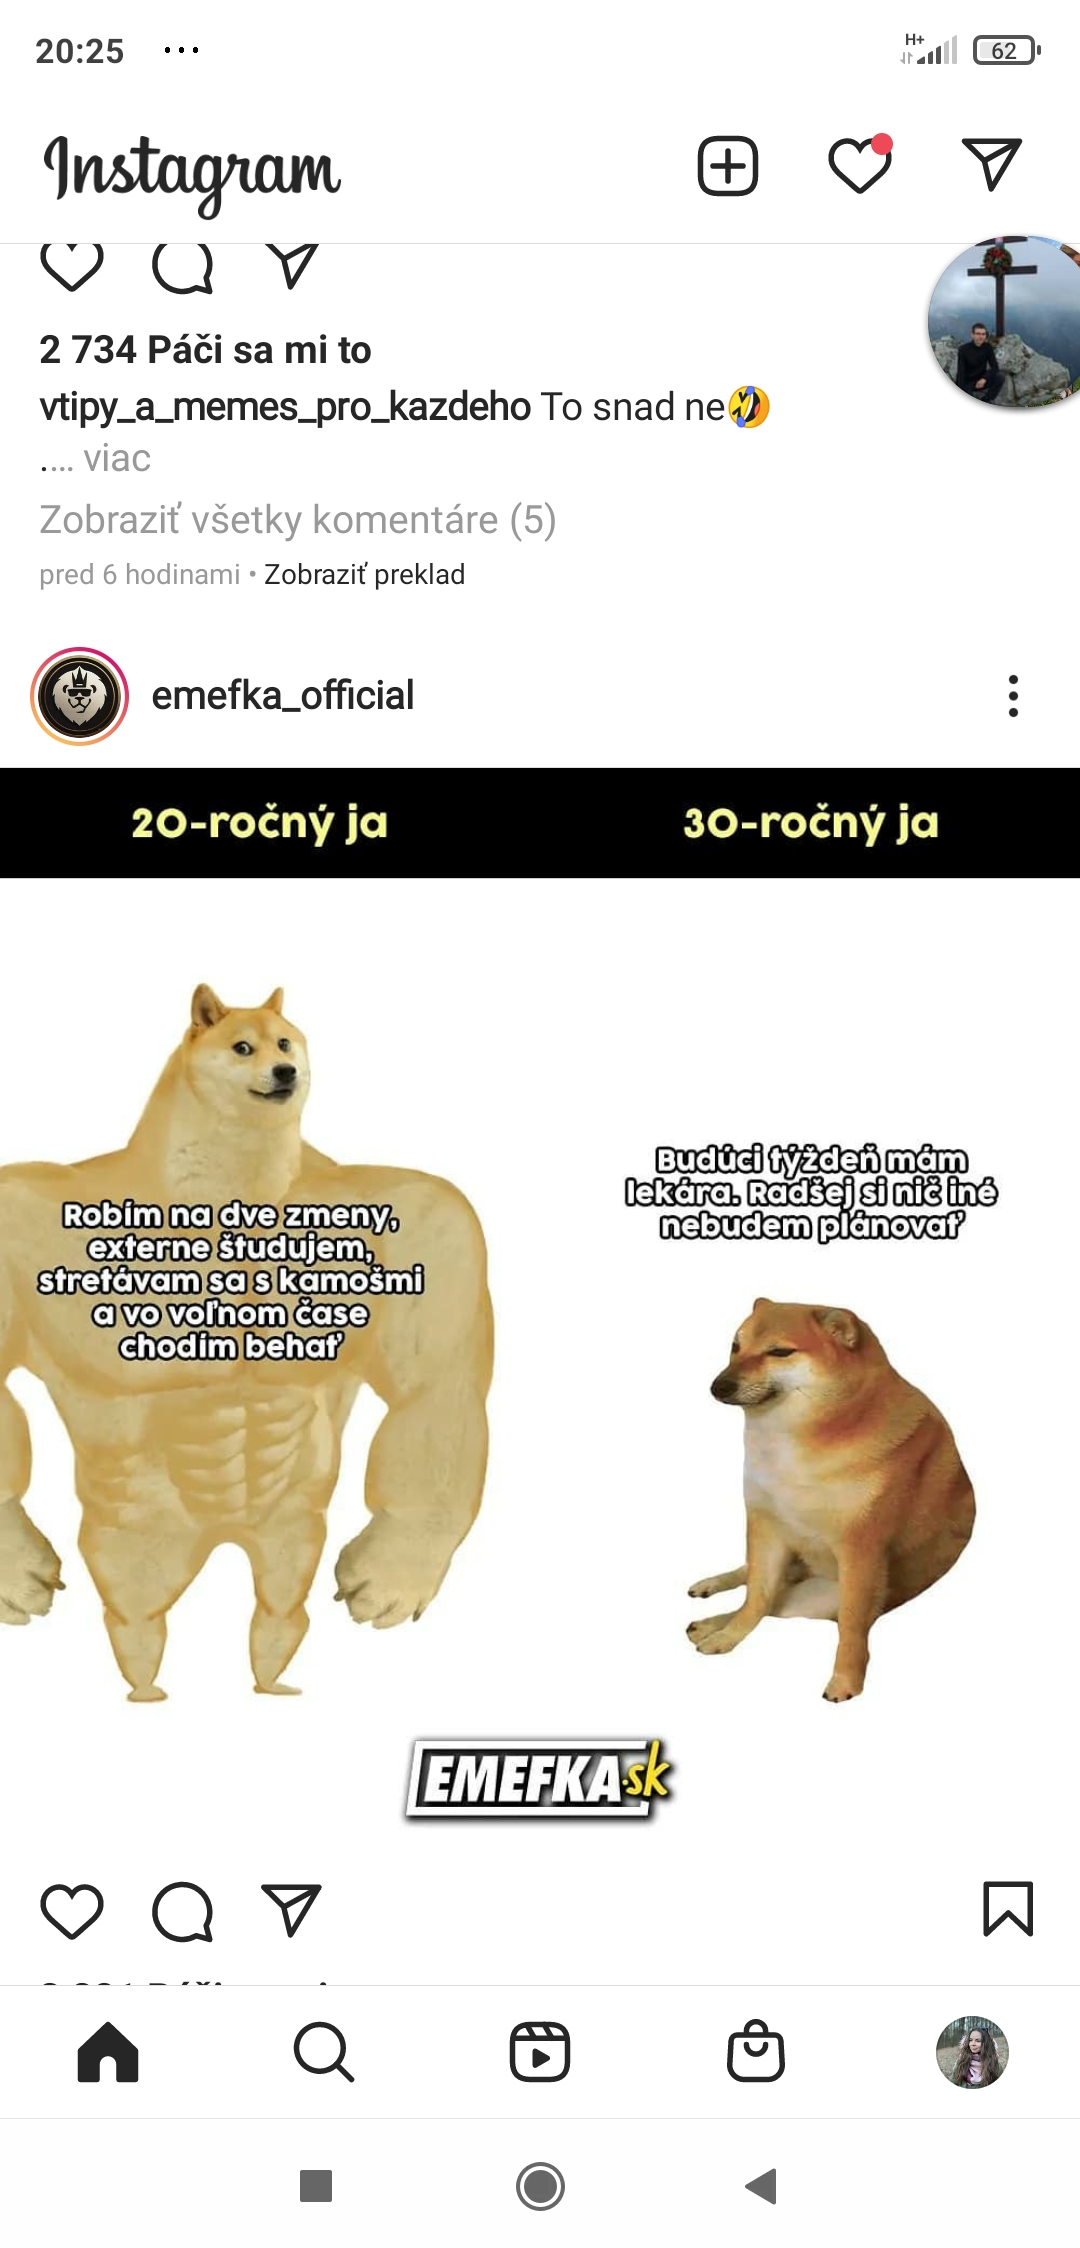 20:25 ...
H+ 62
Instagram
2 734 Páči sa mi to
vtipy_a_memes_pro_kazdeho To snad ne🤣
.... viac
Zobraziť všetky komentáre (5)
pred 6 hodinami • Zobraziť preklad
emefka_official
20-ročný ja
30-ročný ja
Robím na dve zmeny,
externe študujem,
stretávam sa s kamošmi
a vo voľnom čase
chodím behať
Budúci týždeň mám
lekára. Radšej si nič iné
nebudem plánovať
EMEFKA.sk